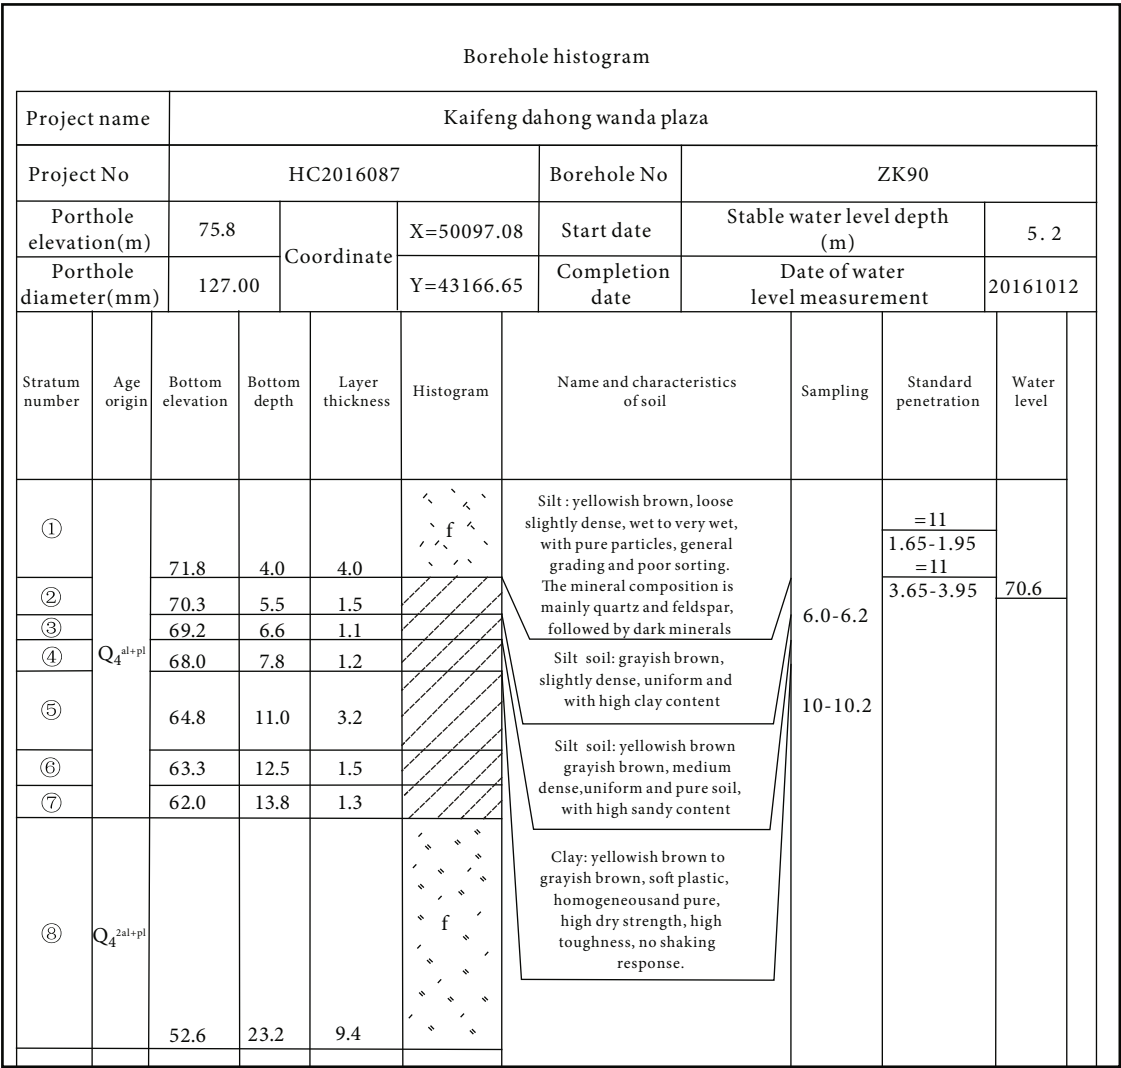 Borehole histogram
Project name
Kaifeng dahong wanda plaza
Project No
HC2016087
Borehole No
ZK90
Porthole
elevation(m)
75.8
Coordinate
X=50097.08
Start date
Stable water level depth
(m)
5. 2
Porthole
diameter(mm)
127.00
Y=43166.65
Completion
date
Date of water
level measurement
20161012
Stratum
number
Age
origin
Bottom
elevation
Bottom
depth
Layer
thickness
Histogram
Name and characteristics
of soil
Sampling
Standard
penetration
Water
level
①
71.8
4.0
4.0
f
②
70.3
5.5
1.5
③
69.2
6.6
1.1
Q4al+pl
④
68.0
7.8
1.2
⑤
64.8
11.0
3.2
⑥
63.3
12.5
1.5
⑦
62.0
13.8
1.3
⑧
Q42al+pl
52.6
23.2
9.4
f
Silt : yellowish brown, loose
slightly dense, wet to very wet,
with pure particles, general
grading and poor sorting.
The mineral composition is
mainly quartz and feldspar,
followed by dark minerals
Silt soil: grayish brown,
slightly dense, uniform and
with high clay content
Silt soil: yellowish brown
grayish brown, medium
dense,uniform and pure soil,
with high sandy content
Clay: yellowish brown to
grayish brown, soft plastic,
homogeneousand pure,
high dry strength, high
toughness, no shaking
response.
6.0-6.2
10-10.2
=11
1.65-1.95
=11
3.65-3.95
70.6